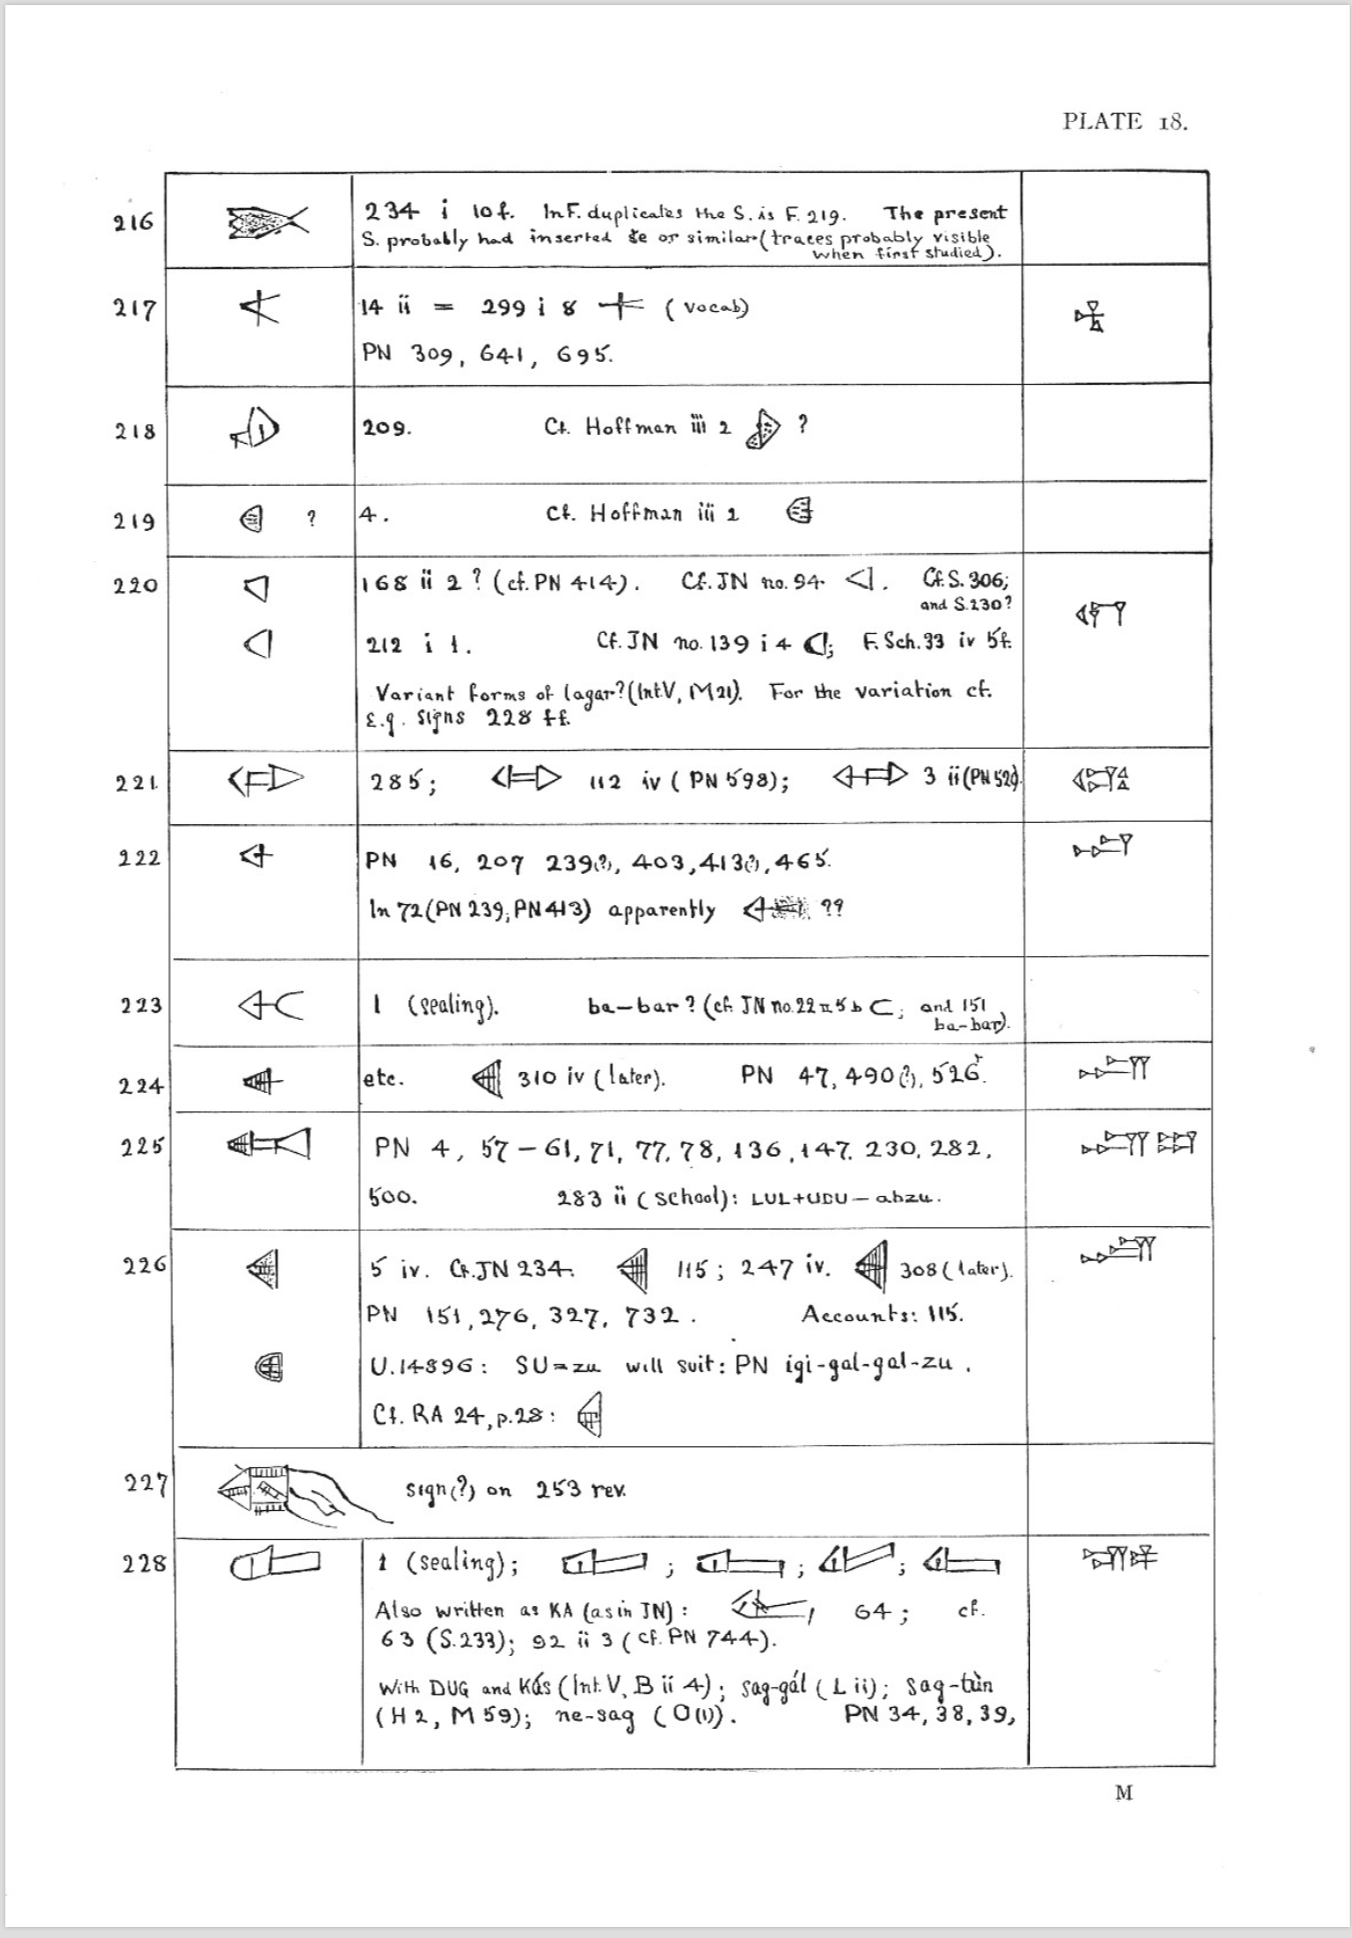 PLATE 18.
216 234 i 10f. In F. duplicates the S. is F. 219. The present
S. probably had inserted še or similar (traces probably visible
when first studied).
217 14 ii = 299 i 8 (vocab)
PN 309, 641, 695.
218 209. Cf. Hoffman iii 2 ?
219 ? 4. Cf. Hoffman iii 2
220 168 ii 2? (cf. PN 414). Cf. JN no. 94 . Cf. S. 306;
and S. 230?
212 i 1. Cf. JN no. 139 i 4 ; F. Sch. 33 iv 5f.
Variant forms of lagar? (Int. V, M 21). For the variation cf.
E.g. signs 228 ff.
221 285; 112 iv (PN 598); 3 ii (PN 52).
222 PN 16, 207 239(?), 403, 413(?), 465.
In 72 (PN 239, PN 413) apparently ??
223 1 (sealing). ba-bar? (cf. JN no. 22 and 151
ba-bar).
224 etc. 310 iv (later). PN 47, 490(?), 526.
225 PN 4, 57-61, 71, 77, 78, 136, 147, 230, 282,
500. 283 ii (school): LUL+UDU-abzu.
226 5 iv. Cf. JN 234. 115; 247 iv. 308 (later).
PN 151, 276, 327, 732. Accounts: 115.
U. 14896: SU=zu will suit: PN igi-gal-gal-zu.
Cf. RA 24, p. 28:
227 sign(?) on 253 rev.
228 1 (sealing); ; ; ;
Also written as KA (as in JN): , 64; cf.
63 (S. 233); 92 ii 3 (cf. PN 744).
With DUG and Kás (Int. V, B ii 4); sag-gál (L ii); sag-tùn
(H 2, M 59); ne-sag (O(1)). PN 34, 38, 39,
M